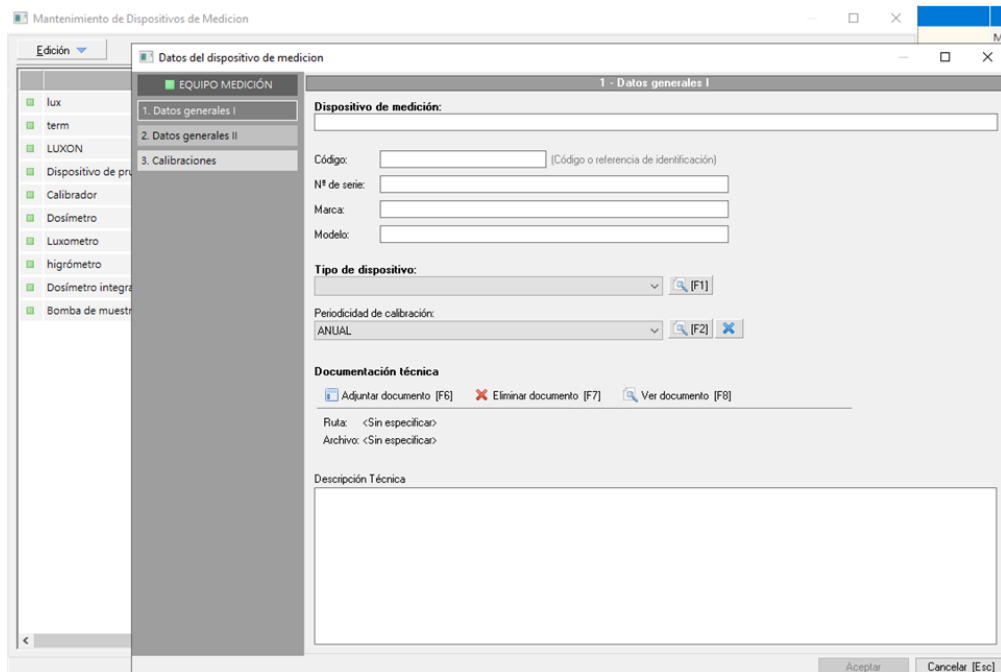 Mantenimiento de Dispositivos de Medicion
Edición
Datos del dispositivo de medicion
EQUIPO MEDICIÓN
1. Datos generales I
2. Datos generales II
3. Calibraciones
lux
term
LUXON
Dispositivo de pru
Calibrador
Dosímetro
Luxometro
higrómetro
Dosímetro integra
Bomba de muestr
1 - Datos generales I
Dispositivo de medición:
Código: (Código o referencia de identificación)
Nª de serie:
Marca:
Modelo:
Tipo de dispositivo:
[F1]
Periodicidad de calibración:
ANUAL [F2]
Documentación técnica
Adjuntar documento [F6] Eliminar documento [F7] Ver documento [F8]
Ruta: <Sin especificar>
Archivo: <Sin especificar>
Descripción Técnica
Aceptar Cancelar [Esc]